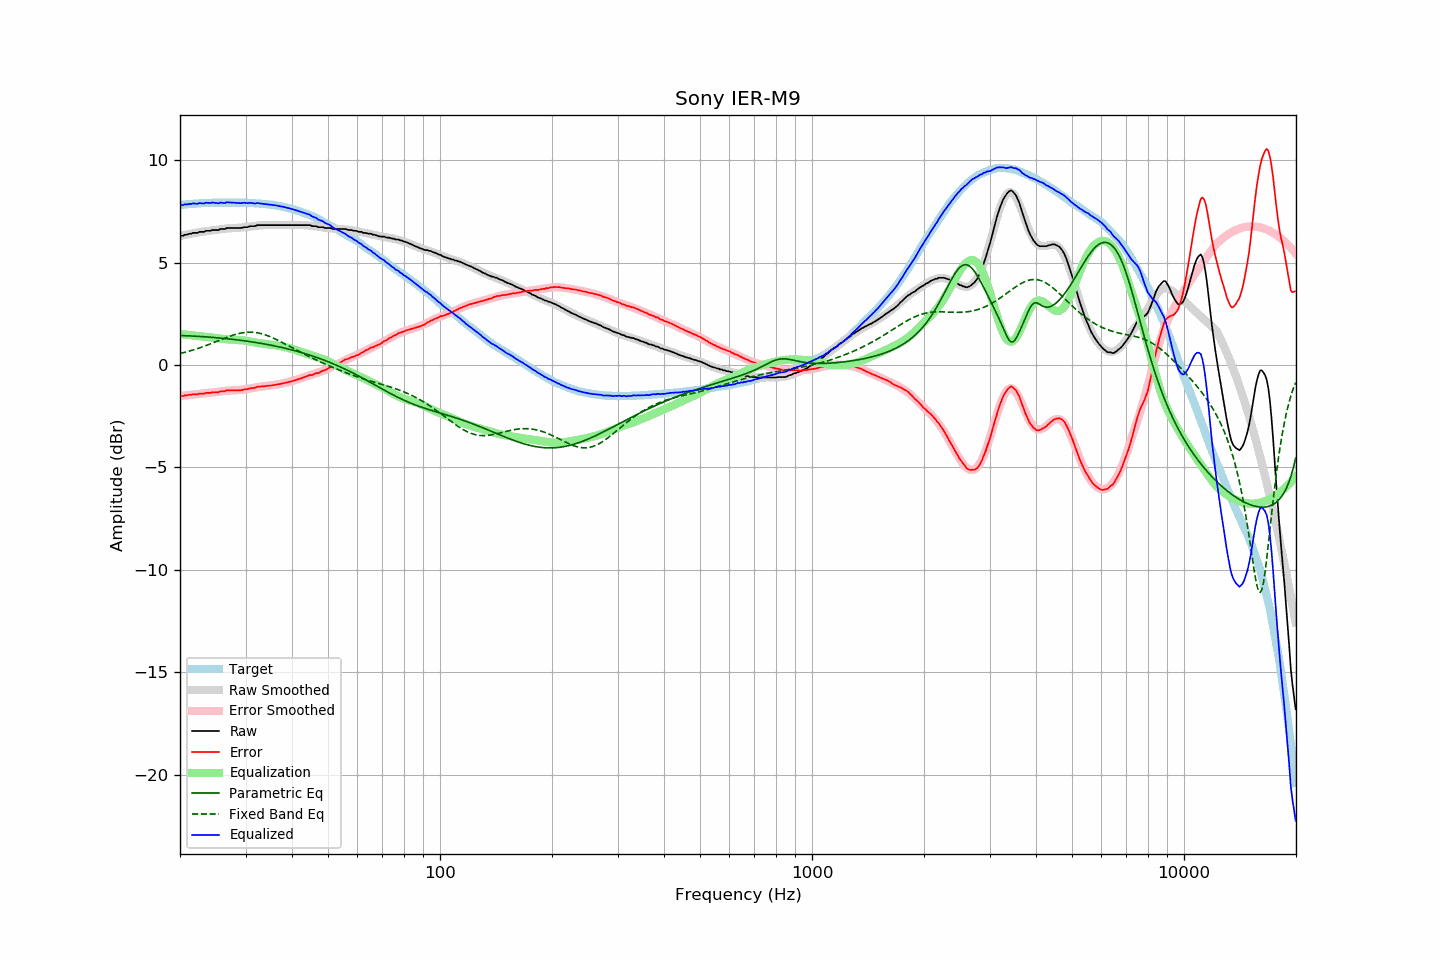 Sony IER-M9
Amplitude (dBr)
10
5
0
−5
−10
−15
−20
Target
Raw Smoothed
Error Smoothed
Raw
Error
Equalization
Parametric Eq
Fixed Band Eq
Equalized
100 1000 10000
Frequency (Hz)